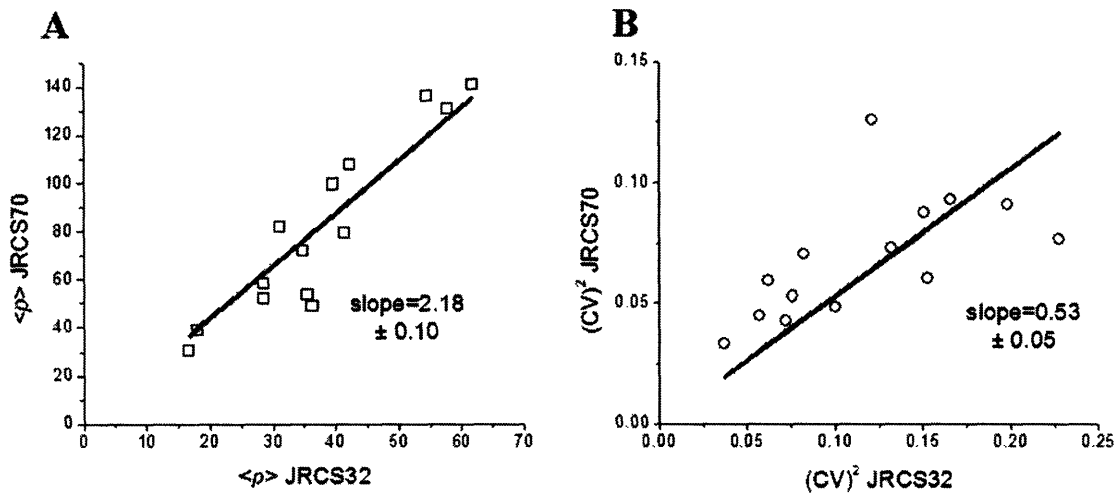 A
<p> JRCS70
140
120
100
80
60
40
20
0
0 10 20 30 40 50 60 70
<p> JRCS32
slope=2.18
± 0.10
B
(CV)² JRCS70
0.15
0.10
0.05
0.00
0.00 0.05 0.10 0.15 0.20 0.25
(CV)² JRCS32
slope=0.53
± 0.05